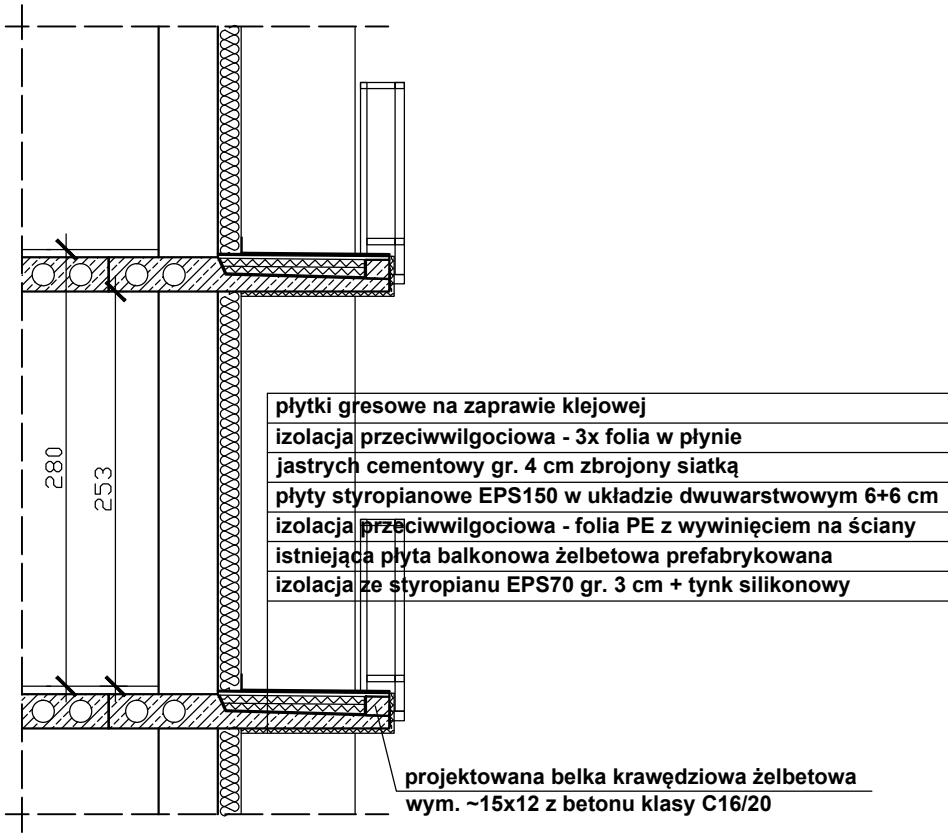 280
253
płytki gresowe na zaprawie klejowej
izolacja przeciwwilgociowa - 3x folia w płynie
jastrych cementowy gr. 4 cm zbrojony siatką
płyty styropianowe EPS150 w układzie dwuwarstwowym 6+6 cm
izolacja przeciwwilgociowa - folia PE z wywinięciem na ściany
istniejąca płyta balkonowa żelbetowa prefabrykowana
izolacja ze styropianu EPS70 gr. 3 cm + tynk silikonowy
projektowana belka krawędziowa żelbetowa
wym. ~15x12 z betonu klasy C16/20